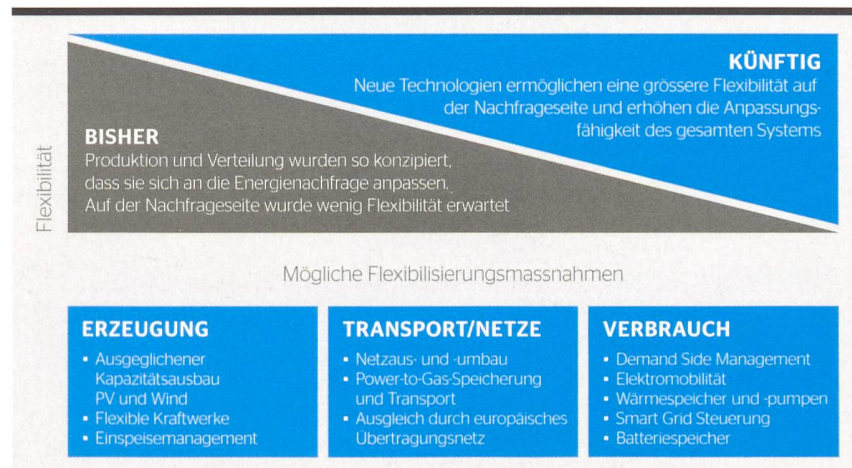 KÜNFTIG
Neue Technologien ermöglichen eine grössere Flexibilität auf
der Nachfrageseite und erhöhen die Anpassungs-
fähigkeit des gesamten Systems
BISHER
Produktion und Verteilung wurden so konzipiert,
dass sie sich an die Energienachfrage anpassen.
Auf der Nachfrageseite wurde wenig Flexibilität erwartet
Flexibilität
Mögliche Flexibilisierungsmassnahmen
ERZEUGUNG
▪ Ausgeglichener
Kapazitätsausbau
PV und Wind
▪ Flexible Kraftwerke
▪ Einspeisemanagement
TRANSPORT/NETZE
▪ Netzaus- und -umbau
▪ Power-to-Gas-Speicherung
und Transport
▪ Ausgleich durch europäisches
Übertragungsnetz
VERBRAUCH
▪ Demand Side Management
▪ Elektromobilität
▪ Wärmespeicher und -pumpen
▪ Smart Grid Steuerung
▪ Batteriespeicher